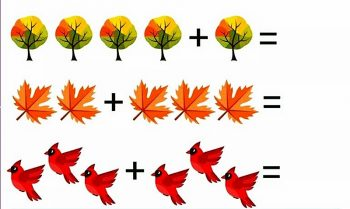 + =
+ =
+ =